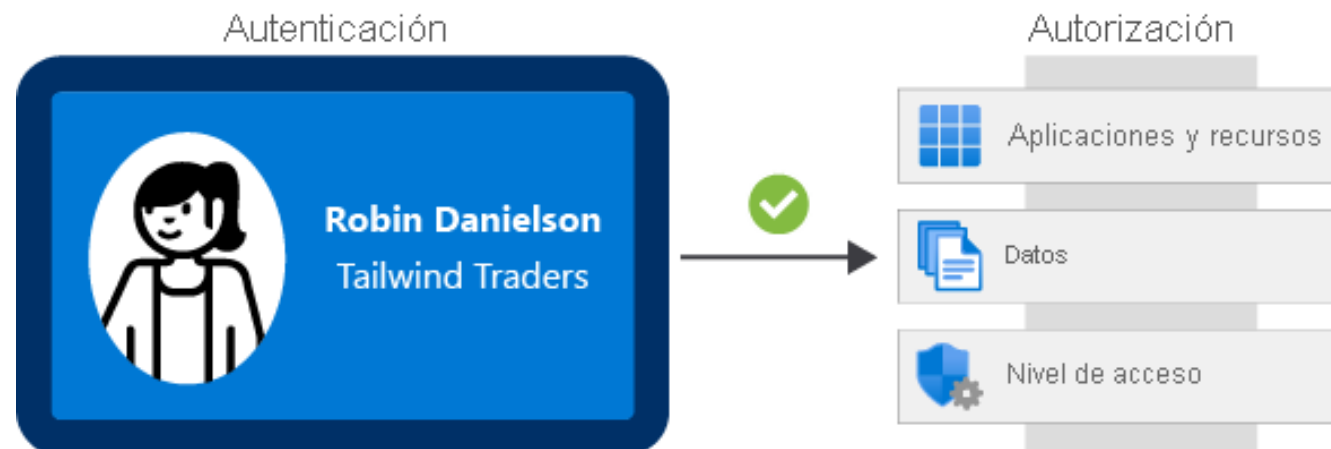 Autenticación
Autorización
Robin Danielson
Tailwind Traders
Aplicaciones y recursos
Datos
Nivel de acceso